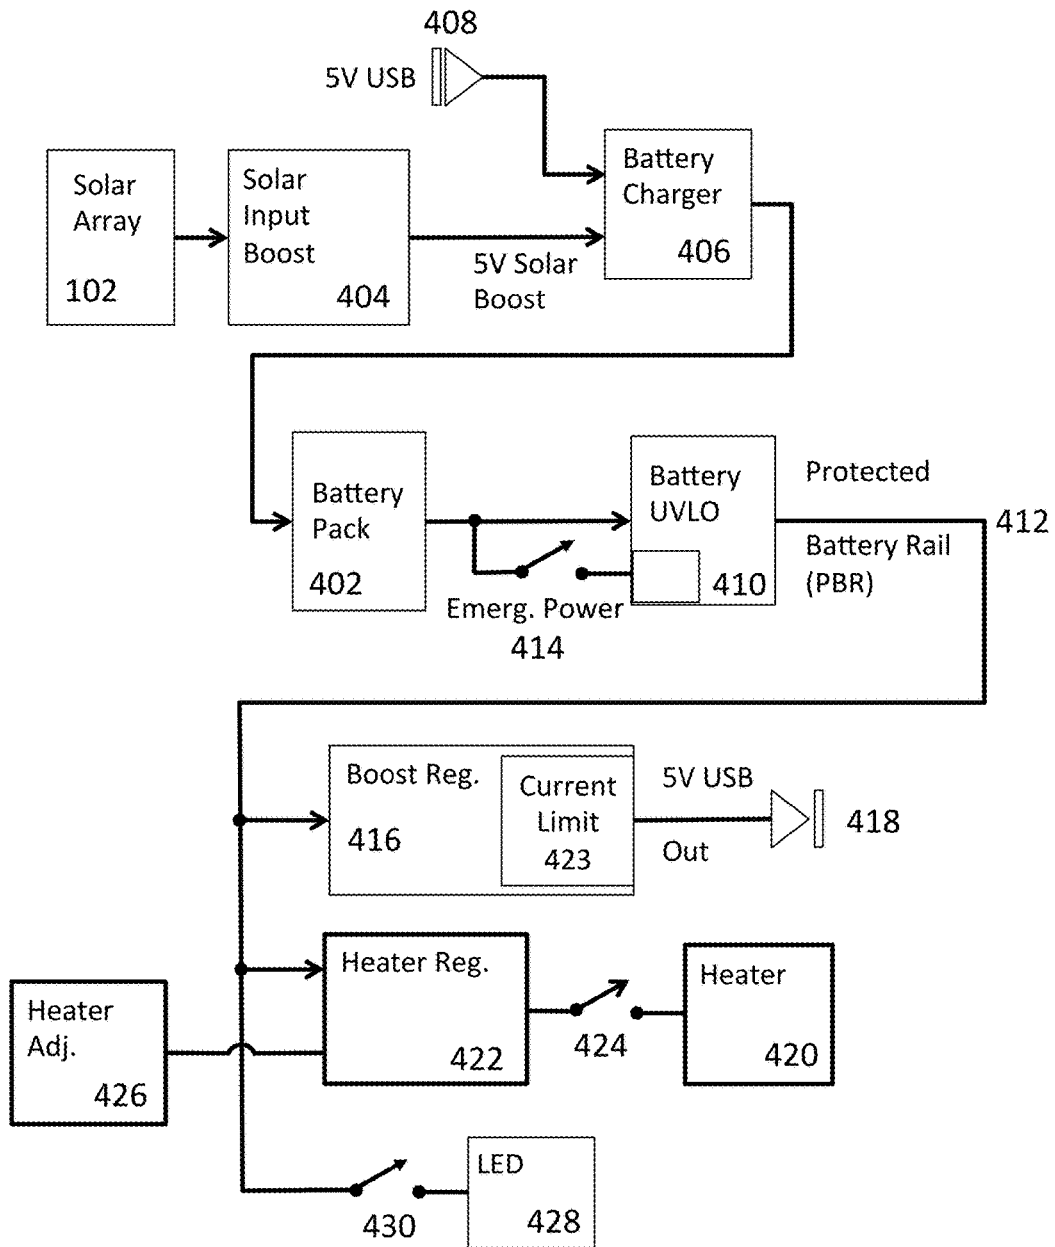 408
5V USB
Solar
Array
102
Solar
Input
Boost
404
5V Solar
Boost
Battery
Charger
406
Battery
Pack
402
Emerg. Power
414
Battery
UVLO
410
Protected
412
Battery Rail
(PBR)
Boost Reg.
416
Current
Limit
423
5V USB
Out
418
Heater Reg.
422
424
Heater
420
Heater
Adj.
426
430
LED
428